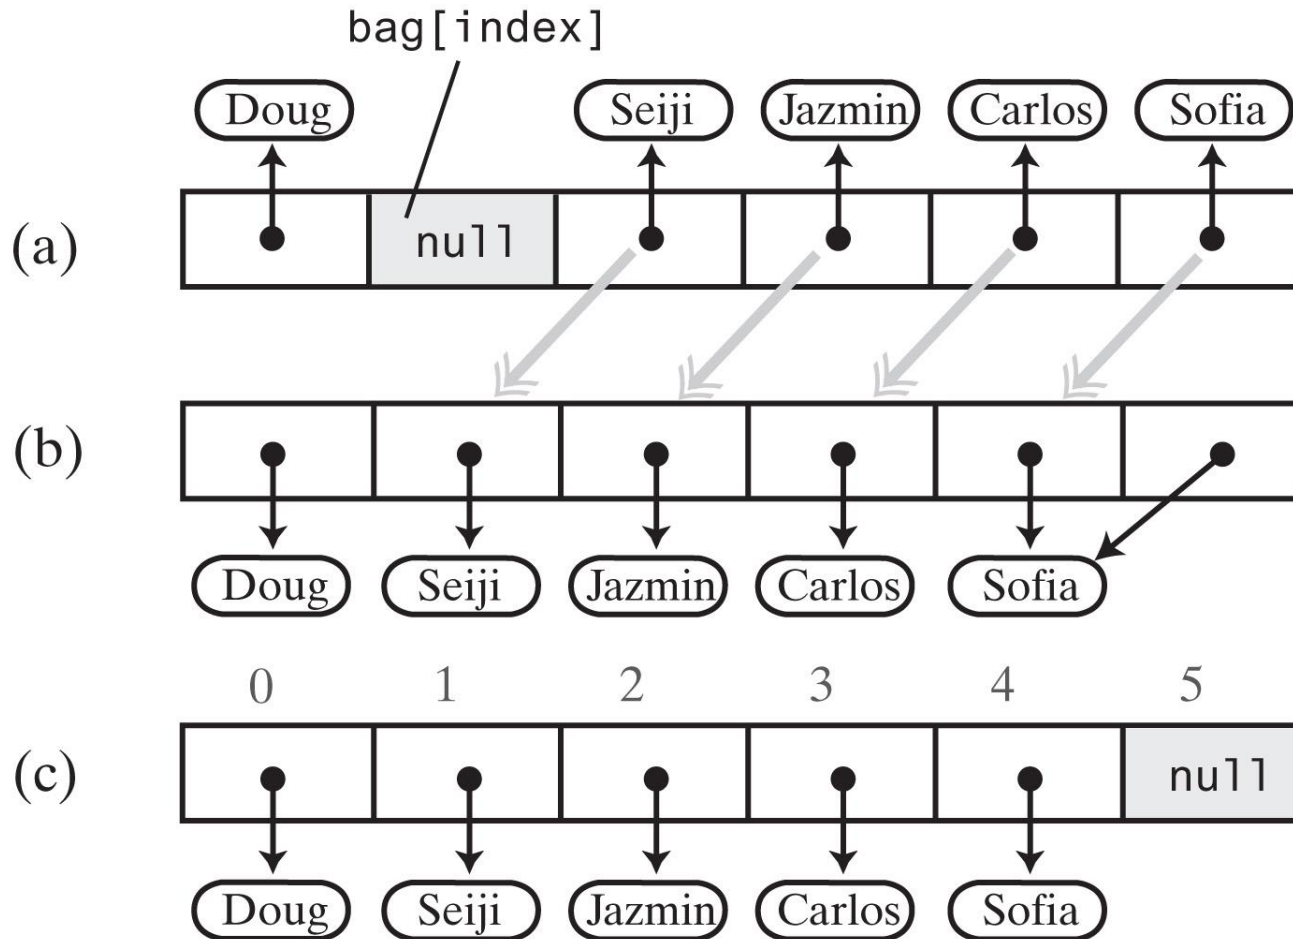 bag[index]
Doug Seiji Jazmin Carlos Sofia
(a) null
(b)
Doug Seiji Jazmin Carlos Sofia
0 1 2 3 4 5
(c) null
Doug Seiji Jazmin Carlos Sofia